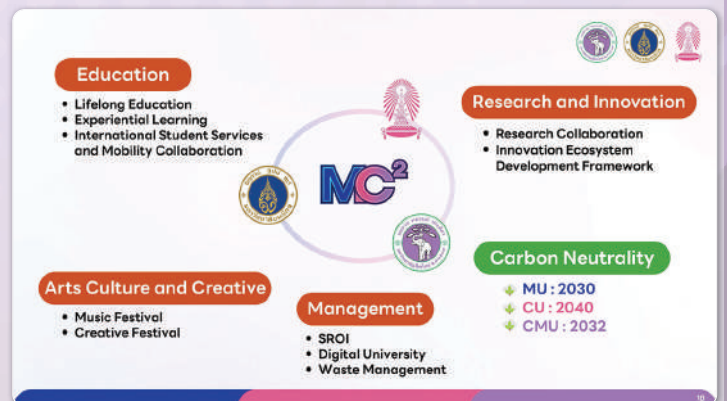 Education
• Lifelong Education
• Experiential Learning
• International Student Services
and Mobility Collaboration
Research and Innovation
• Research Collaboration
• Innovation Ecosystem
Development Framework
MC²
Carbon Neutrality
MU : 2030
CU : 2040
CMU : 2032
Arts Culture and Creative
• Music Festival
• Creative Festival
Management
• SROI
• Digital University
• Waste Management
10